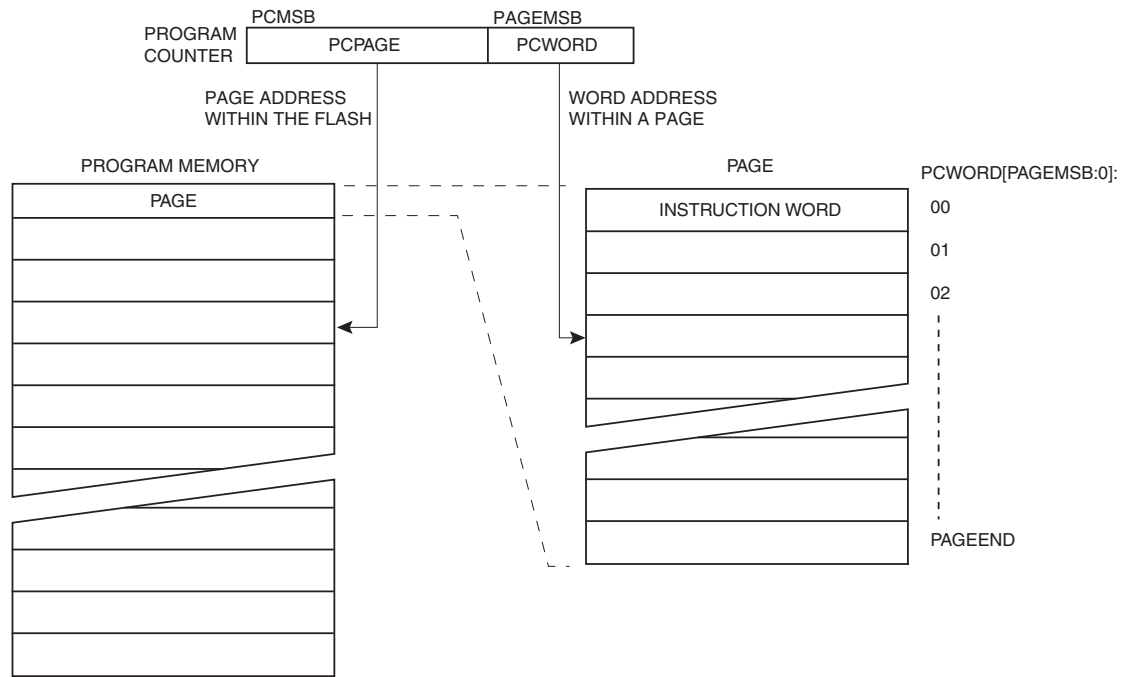 PCMSB
PAGEMSB
PROGRAM
COUNTER
PCPAGE
PCWORD
PAGE ADDRESS
WITHIN THE FLASH
WORD ADDRESS
WITHIN A PAGE
PROGRAM MEMORY
PAGE
PAGE
PCWORD[PAGEMSB:0]:
INSTRUCTION WORD
00
01
02
PAGEEND